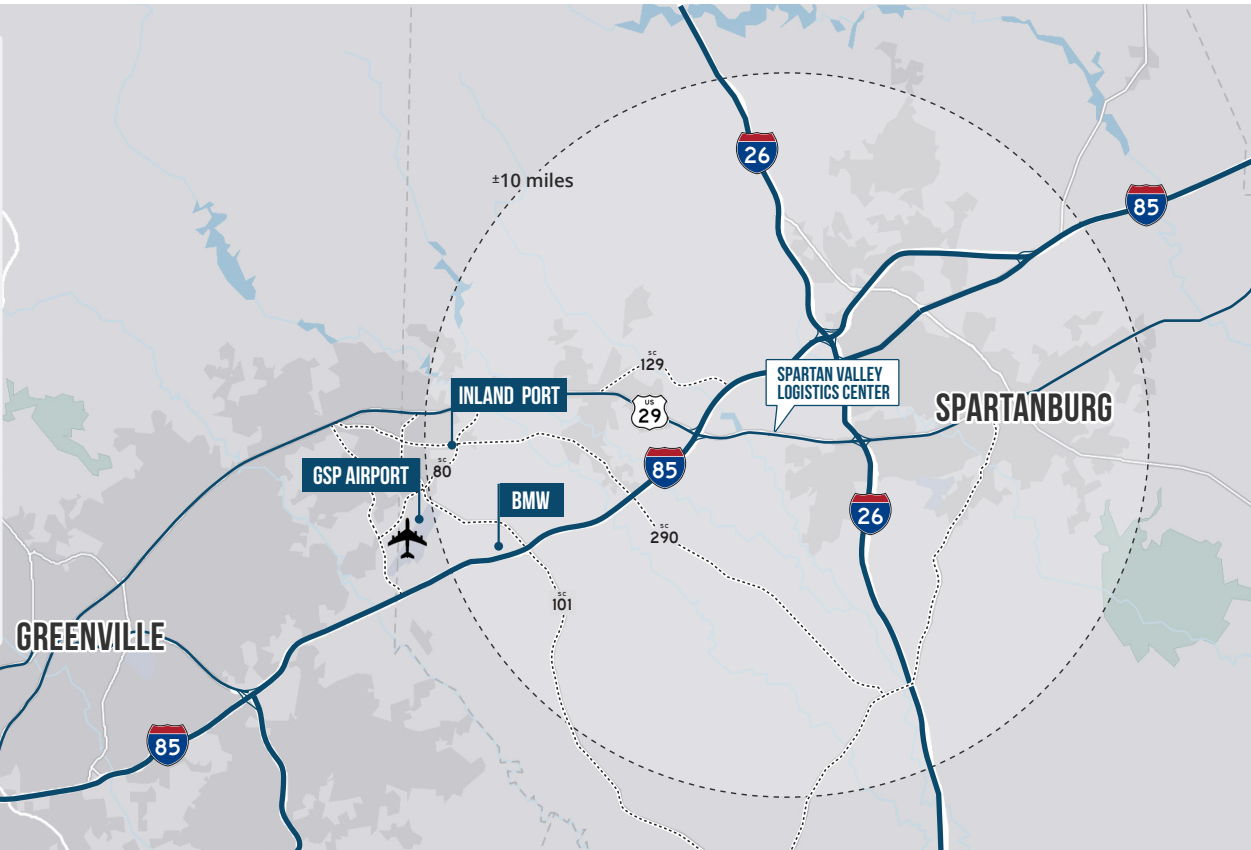 26
85
±10 miles
SC
129
SPARTAN VALLEY
LOGISTICS CENTER
INLAND PORT
US
29
SPARTANBURG
GSP AIRPORT
SC
80
85
BMW
26
SC
290
SC
101
GREENVILLE
85